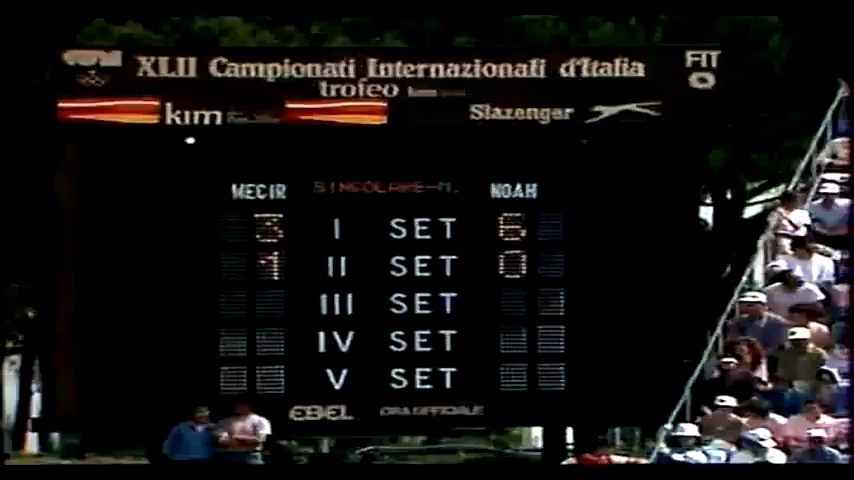 XLII Campionati Internazionali d'Italia
FIT
trofeo
kim
Slazenger
MECIR SINGOLARE-M. NOAH
3 I SET 6
1 II SET 0
III SET
IV SET
V SET
EBEL ORA UFFICIALE